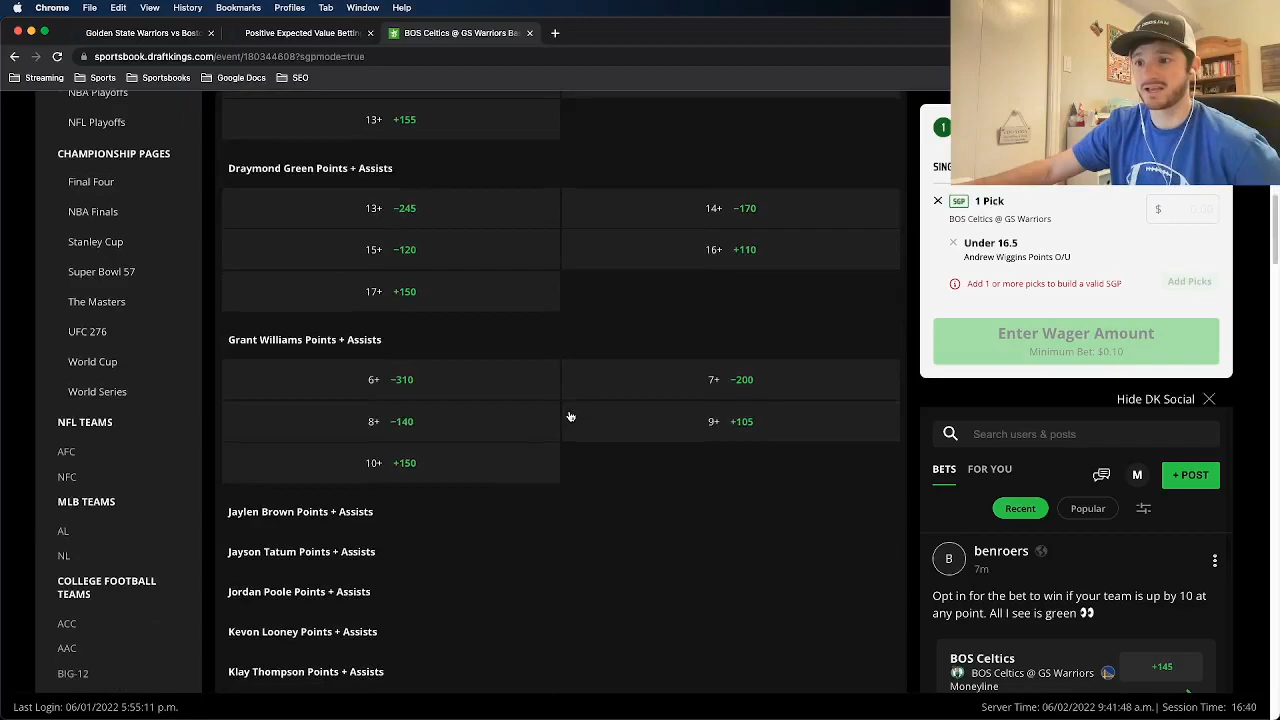 Chrome File Edit View History Bookmarks Profiles Tab Window Help
Golden State Warriors vs Bosto
Positive Expected Value Bettin
BOS Celtics @ GS Warriors Ba
sportsbook.draftkings.com/event/180344608?sgpmode=true
Streaming Sports Sportsbooks Google Docs SEO
NBA Playoffs
NFL Playoffs
CHAMPIONSHIP PAGES
Final Four
NBA Finals
Stanley Cup
Super Bowl 57
The Masters
UFC 276
World Cup
World Series
NFL TEAMS
AFC
NFC
MLB TEAMS
AL
NL
COLLEGE FOOTBALL
TEAMS
ACC
AAC
BIG-12
13+ +155
Draymond Green Points + Assists
13+ −245 14+ −170
15+ −120 16+ +110
17+ +150
Grant Williams Points + Assists
6+ −310 7+ −200
8+ −140 9+ +105
10+ +150
Jaylen Brown Points + Assists
Jayson Tatum Points + Assists
Jordan Poole Points + Assists
Kevon Looney Points + Assists
Klay Thompson Points + Assists
1
SGP 1 Pick
$ 0.00
BOS Celtics @ GS Warriors
Under 16.5
Andrew Wiggins Points O/U
Add 1 or more picks to build a valid SGP Add Picks
Enter Wager Amount
Minimum Bet: $0.10
Hide DK Social
Search users & posts
BETS FOR YOU M + POST
Recent Popular
B
benroers
7m
Opt in for the bet to win if your team is up by 10 at
any point. All I see is green 👀
BOS Celtics +145
BOS Celtics @ GS Warriors
Moneyline
Last Login: 06/01/2022 5:55:11 p.m. Server Time: 06/02/2022 9:41:48 a.m. | Session Time: 16:40